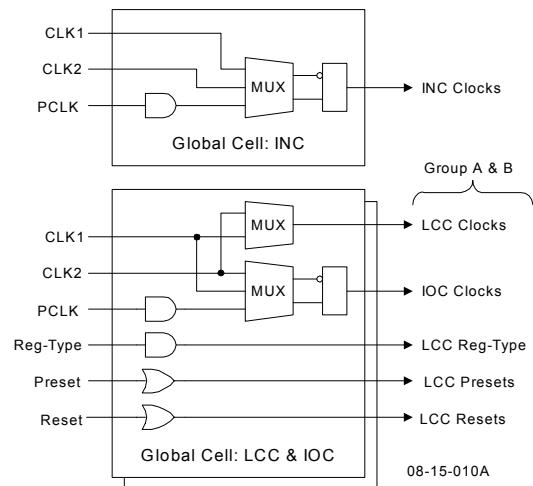 CLK1
CLK2
PCLK
MUX
INC Clocks
Global Cell: INC
Group A & B
CLK1
CLK2
PCLK
Reg-Type
Preset
Reset
MUX
MUX
LCC Clocks
IOC Clocks
LCC Reg-Type
LCC Presets
LCC Resets
Global Cell: LCC & IOC
08-15-010A